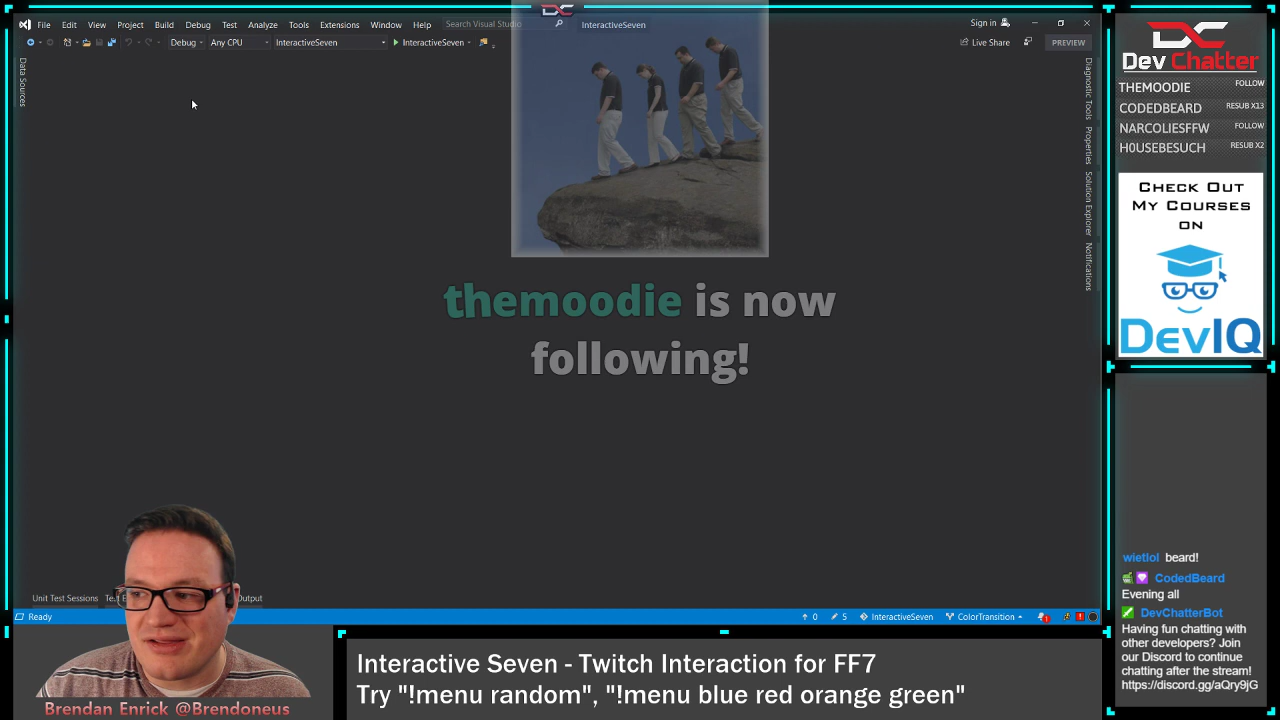 File Edit View Project Build Debug Test Analyze Tools Extensions Window Help Search Visual Studio InteractiveSeven Sign in
Debug Any CPU InteractiveSeven InteractiveSeven Live Share PREVIEW
Data Sources
Diagnostic Tools
Properties
Solution Explorer
Notifications
DC
themoodie is now
following!
Unit Test Sessions
Output
Ready 0 5 InteractiveSeven ColorTransition 1
Brendan Enrick @Brendoneus
Interactive Seven - Twitch Interaction for FF7
Try "!menu random", "!menu blue red orange green"
DC
Dev Chatter
THEMOODIE FOLLOW
CODEDBEARD RESUB X13
NARCOLIESFFW FOLLOW
H0USEBESUCH RESUB X2
CHECK OUT
MY COURSES
ON
DevIQ
wietlol beard!
CodedBeard
Evening all
DevChatterBot
Having fun chatting with
other developers? Join
our Discord to continue
chatting after the stream!
https://discord.gg/aQry9jG